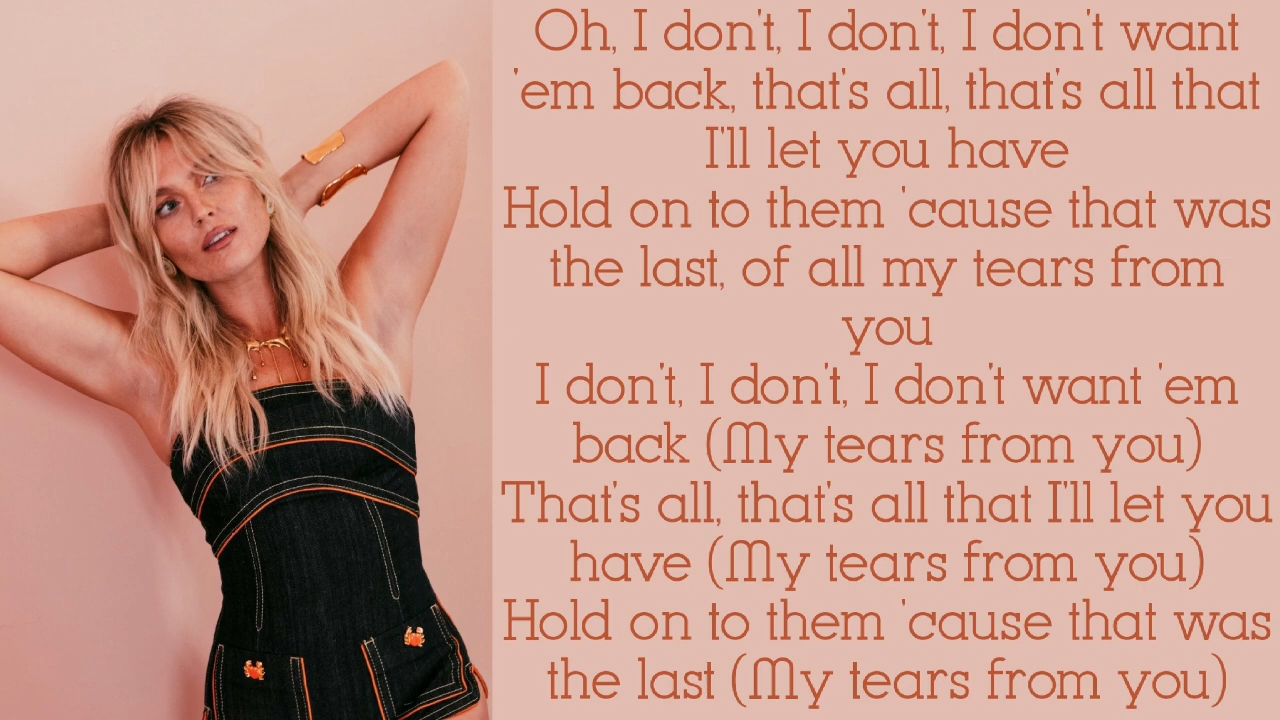 Oh, I don't, I don't, I don't want
'em back, that's all, that's all that
I'll let you have
Hold on to them 'cause that was
the last, of all my tears from
you
I don't, I don't, I don't want 'em
back (My tears from you)
That's all, that's all that I'll let you
have (My tears from you)
Hold on to them 'cause that was
the last (My tears from you)